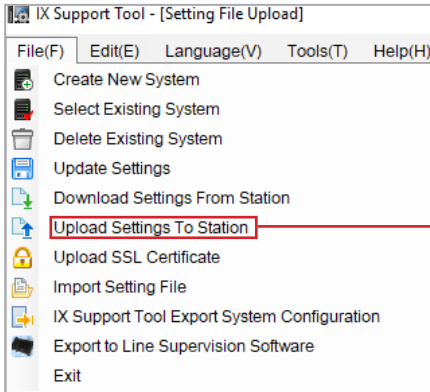 IX Support Tool - [Setting File Upload]
File(F) Edit(E) Language(V) Tools(T) Help(H)
Create New System
Select Existing System
Delete Existing System
Update Settings
Download Settings From Station
Upload Settings To Station
Upload SSL Certificate
Import Setting File
IX Support Tool Export System Configuration
Export to Line Supervision Software
Exit